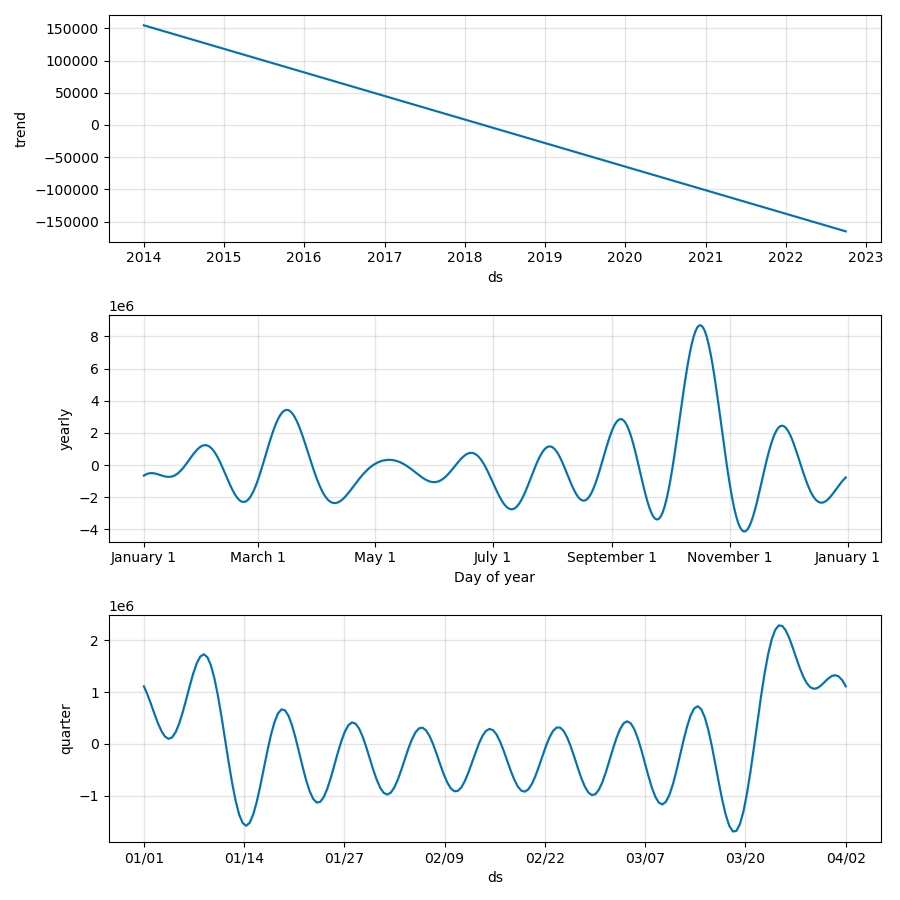 150000
100000
50000
0
−50000
−100000
−150000
trend
2014 2015 2016 2017 2018 2019 2020 2021 2022 2023
ds
1e6
8
6
4
2
0
−2
−4
yearly
January 1 March 1 May 1 July 1 September 1 November 1 January 1
Day of year
1e6
2
1
0
−1
quarter
01/01 01/14 01/27 02/09 02/22 03/07 03/20 04/02
ds